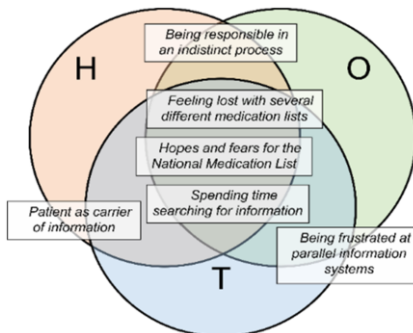 Being responsible in
an indistinct process
H
O
Feeling lost with several
different medication lists
Hopes and fears for the
National Medication List
Spending time
searching for information
Patient as carrier
of information
Being frustrated at
parallel information
systems
T